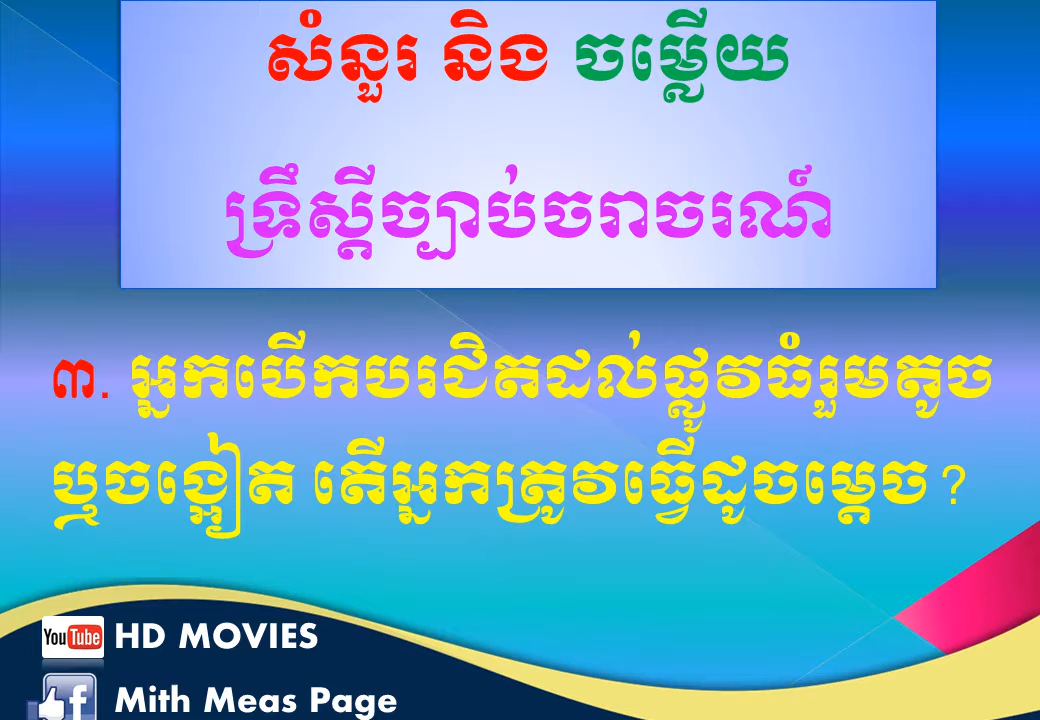 សំនួរ និង ចម្លើយ
ទ្រឹស្ដីច្បាប់ចរាចរណ៍
៣. អ្នកបើកបរជិតដល់ផ្លូវធំរួមតូច
ឬចង្អៀត តើអ្នកត្រូវធ្វើដូចម្ដេច ?
YouTube HD MOVIES
f Mith Meas Page